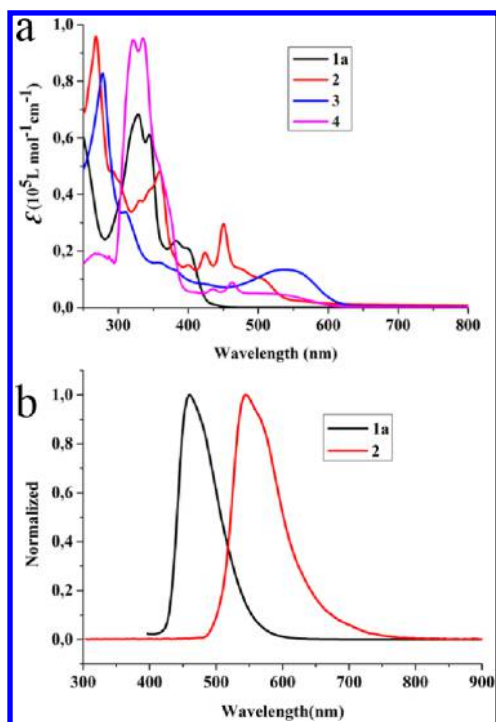 a
1,0
0,8
0,6
0,4
0,2
0,0
ε (10⁵L mol⁻¹cm⁻¹)
1a
2
3
4
300 400 500 600 700 800
Wavelength (nm)
b
1,0
0,8
0,6
0,4
0,2
0,0
Normalized
1a
2
300 400 500 600 700 800 900
Wavelength(nm)